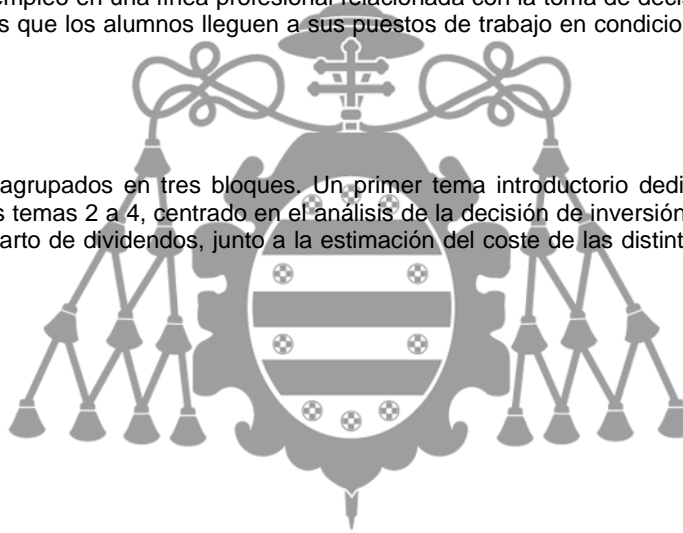 empleo en una línea profesional relacionada con la toma de decis
s que los alumnos lleguen a sus puestos de trabajo en condicio
agrupados en tres bloques. Un primer tema introductorio dedi
s temas 2 a 4, centrado en el análisis de la decisión de inversión
arto de dividendos, junto a la estimación del coste de las distint